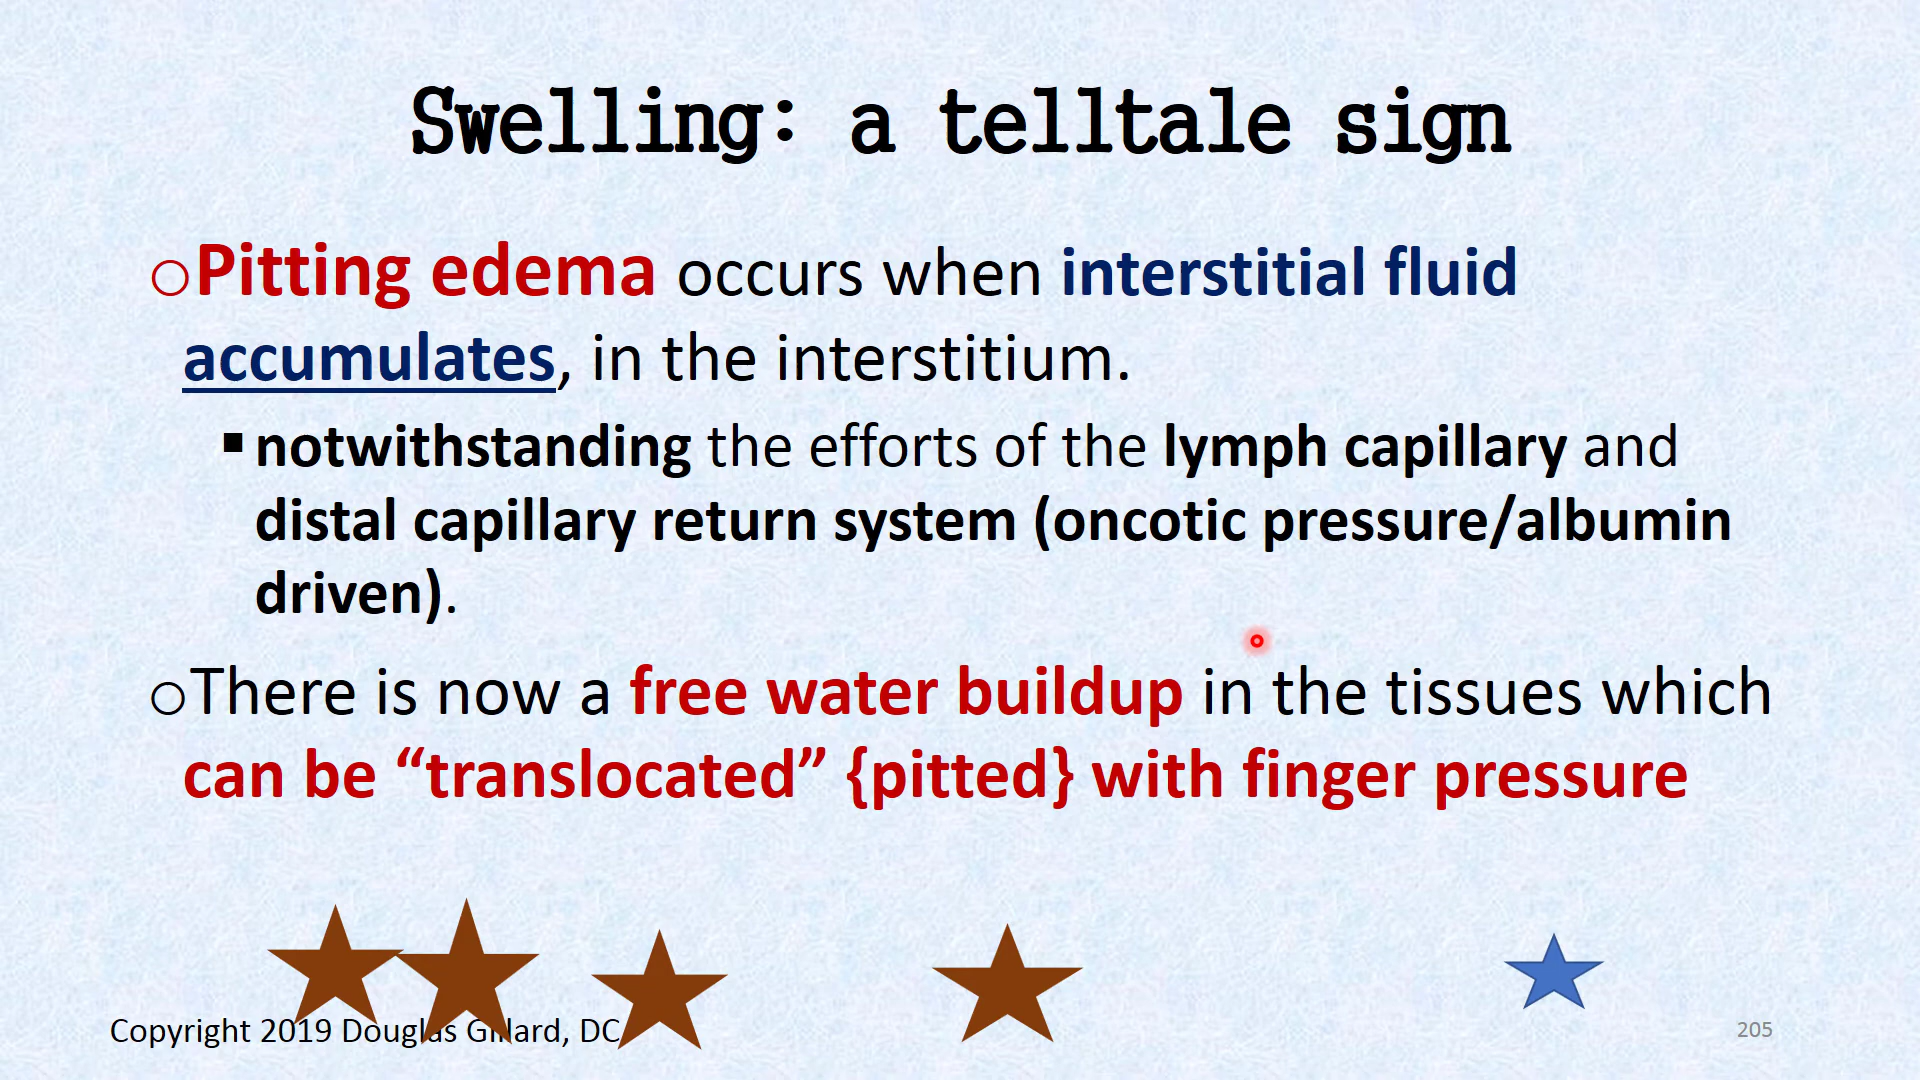 Swelling: a telltale sign
Pitting edema occurs when interstitial fluid
accumulates, in the interstitium.
notwithstanding the efforts of the lymph capillary and
distal capillary return system (oncotic pressure/albumin
driven).
There is now a free water buildup in the tissues which
can be “translocated” {pitted} with finger pressure
Copyright 2019 Douglas Gillard, DC
205